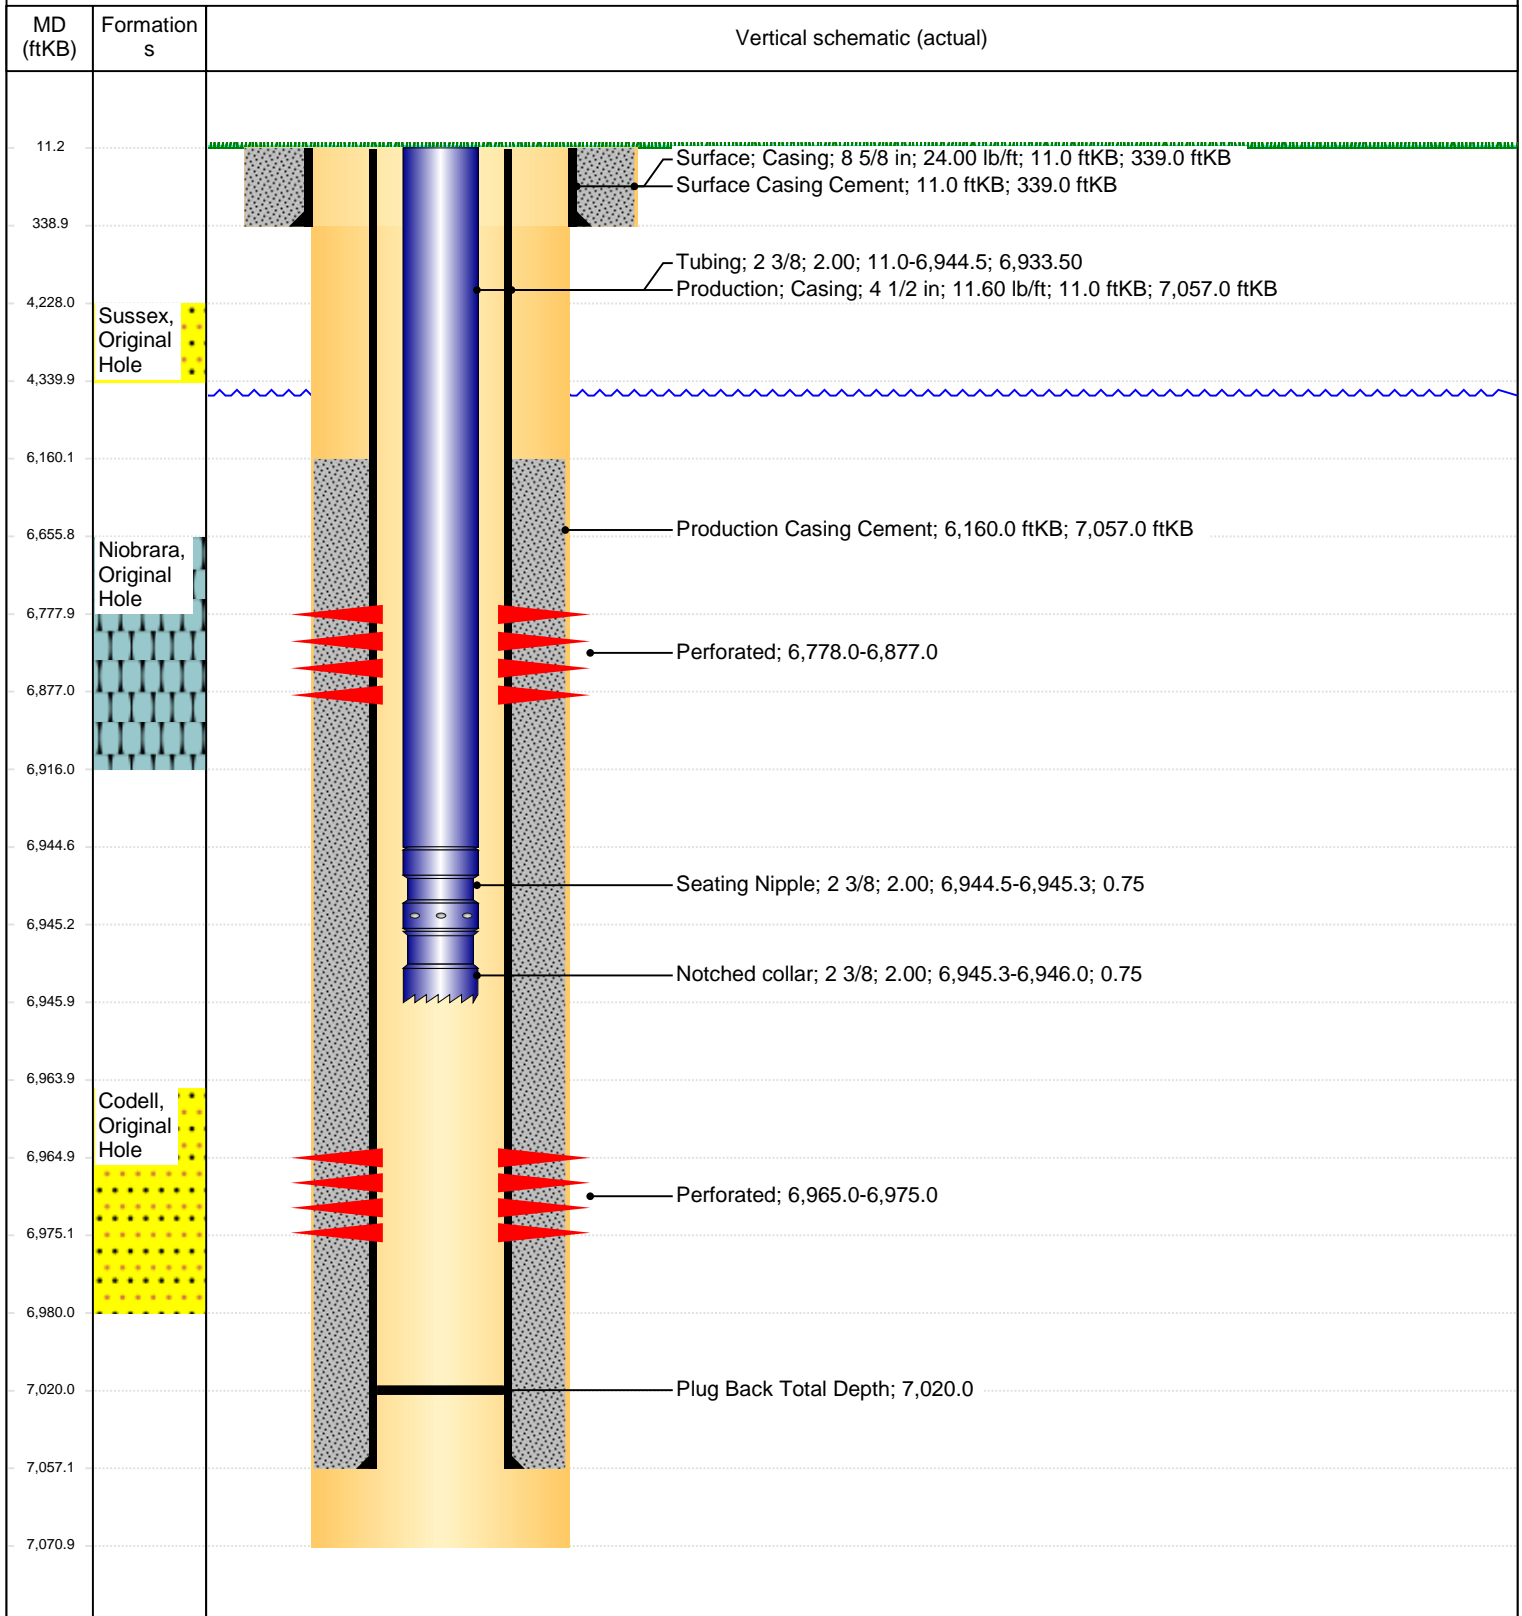 MD
(ftKB)
Formation
s
Vertical schematic (actual)
11.2
Surface; Casing; 8 5/8 in; 24.00 lb/ft; 11.0 ftKB; 339.0 ftKB
Surface Casing Cement; 11.0 ftKB; 339.0 ftKB
338.9
Tubing; 2 3/8; 2.00; 11.0-6,944.5; 6,933.50
Production; Casing; 4 1/2 in; 11.60 lb/ft; 11.0 ftKB; 7,057.0 ftKB
4,228.0
Sussex,
Original
Hole
4,339.9
6,160.1
Production Casing Cement; 6,160.0 ftKB; 7,057.0 ftKB
6,655.8
Niobrara,
Original
Hole
6,777.9
Perforated; 6,778.0-6,877.0
6,877.0
6,916.0
6,944.6
Seating Nipple; 2 3/8; 2.00; 6,944.5-6,945.3; 0.75
6,945.2
Notched collar; 2 3/8; 2.00; 6,945.3-6,946.0; 0.75
6,945.9
6,963.9
Codell,
Original
Hole
6,964.9
Perforated; 6,965.0-6,975.0
6,975.1
6,980.0
7,020.0
Plug Back Total Depth; 7,020.0
7,057.1
7,070.9